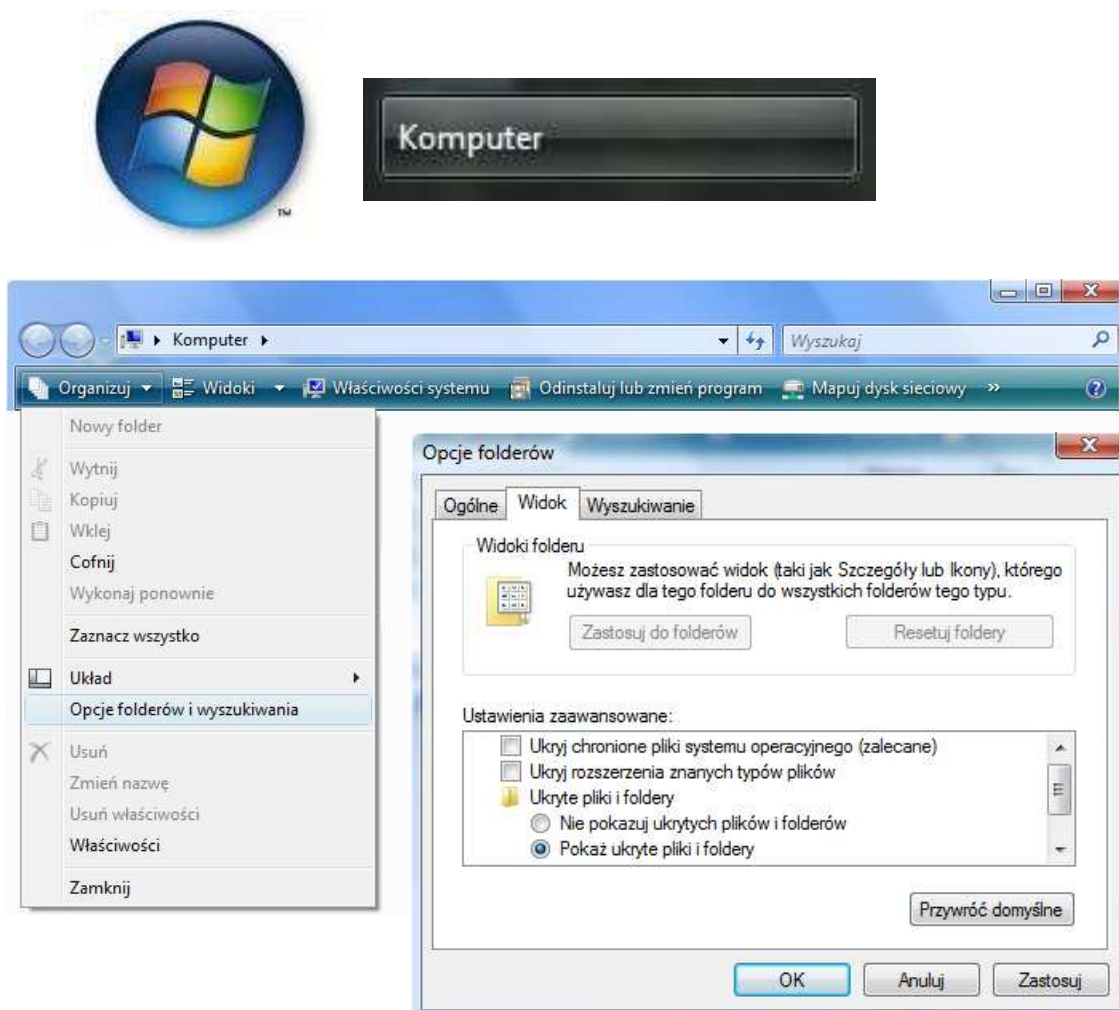 TM
Komputer
Komputer
Wyszukaj
Organizuj Widoki Właściwości systemu Odinstaluj lub zmień program Mapuj dysk sieciowy »
Nowy folder
Wytnij
Kopiuj
Wklej
Cofnij
Wykonaj ponownie
Zaznacz wszystko
Układ
Opcje folderów i wyszukiwania
Usuń
Zmień nazwę
Usuń właściwości
Właściwości
Zamknij
Opcje folderów
Ogólne Widok Wyszukiwanie
Widoki folderu
Możesz zastosować widok (taki jak Szczegóły lub Ikony), którego
używasz dla tego folderu do wszystkich folderów tego typu.
Zastosuj do folderów Resetuj foldery
Ustawienia zaawansowane:
Ukryj chronione pliki systemu operacyjnego (zalecane)
Ukryj rozszerzenia znanych typów plików
Ukryte pliki i foldery
Nie pokazuj ukrytych plików i folderów
Pokaż ukryte pliki i foldery
Przywróć domyślne
OK Anuluj Zastosuj